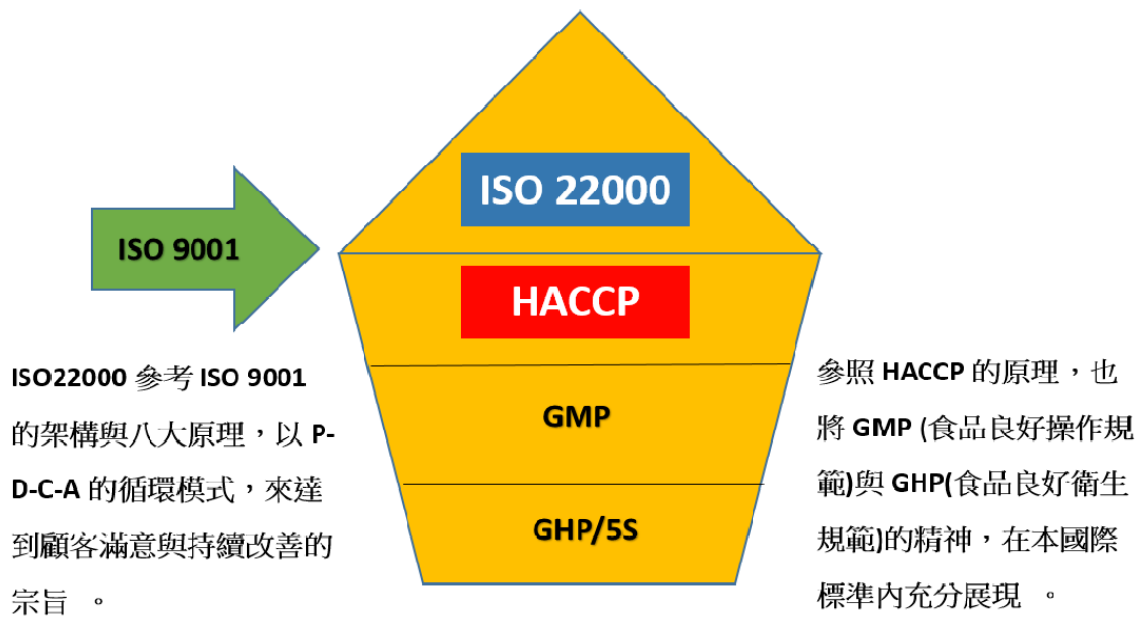 ISO 22000
ISO 9001
HACCP
GMP
GHP/5S
ISO22000 參考 ISO 9001
的架構與八大原理，以 P-
D-C-A 的循環模式，來達
到顧客滿意與持續改善的
宗旨 。
參照 HACCP 的原理，也
將 GMP (食品良好操作規
範)與 GHP(食品良好衛生
規範)的精神，在本國際
標準內充分展現 。